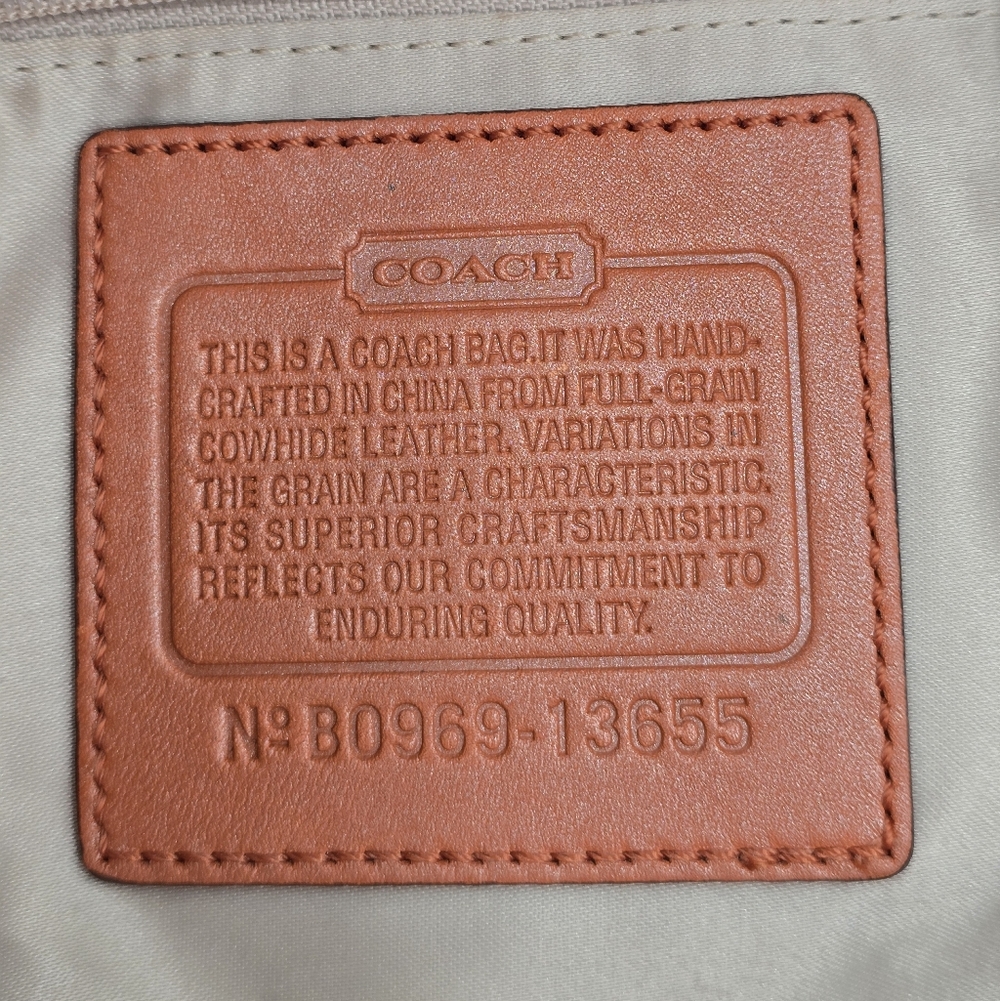 COACH
THIS IS A COACH BAG.IT WAS HAND-
CRAFTED IN CHINA FROM FULL-GRAIN
COWHIDE LEATHER. VARIATIONS IN
THE GRAIN ARE A CHARACTERISTIC.
ITS SUPERIOR CRAFTSMANSHIP
REFLECTS OUR COMMITMENT TO
ENDURING QUALITY.
Nº B0969-13655